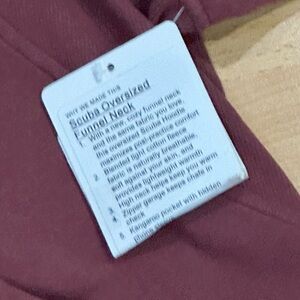 WHY WE MADE THIS
Scuba Oversized
Funnel Neck
1. With a new, cozy funnel neck
and the same fabric you love,
this oversized Scuba Hoodie
maximizes post-practice comfort
2. Blended light cotton fleece
fabric is naturally breathable,
soft against your skin, and
provides lightweight warmth
3. High neck helps keep you warm
4. Zipper garage keeps chafe in
check
5. Kangaroo pocket with hidden
phone